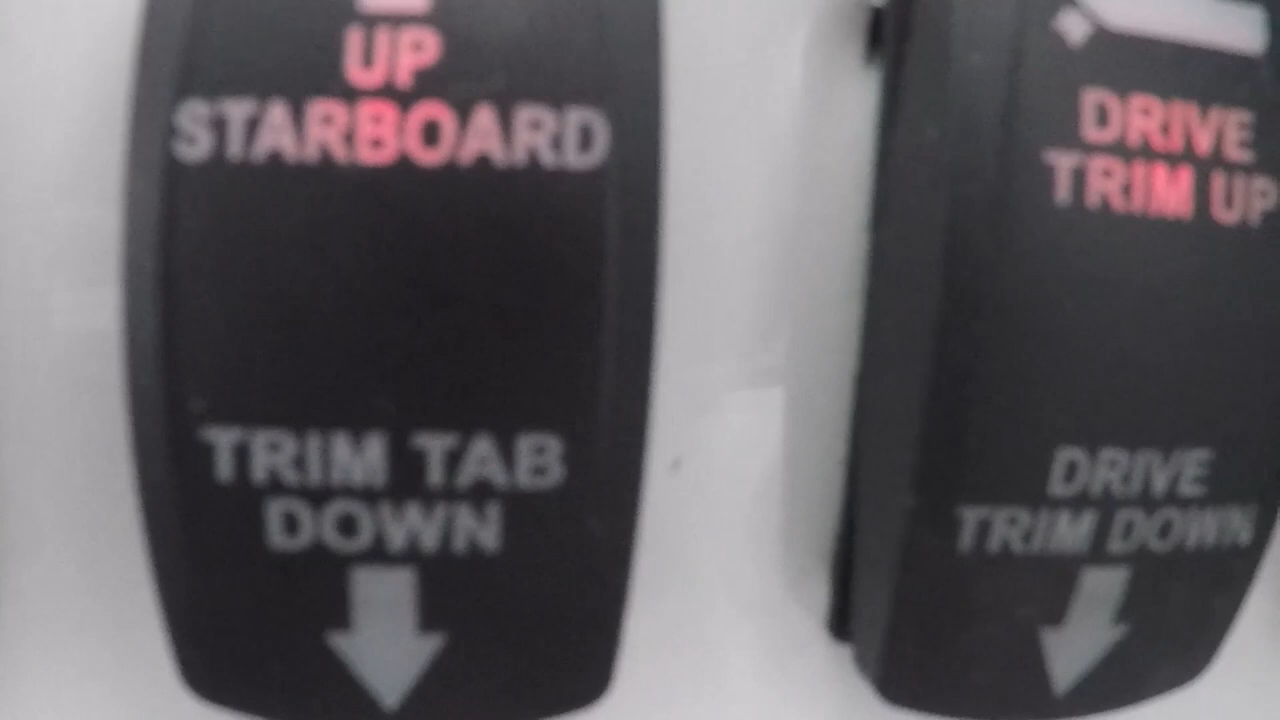 UP
STARBOARD
TRIM TAB
DOWN
DRIVE
TRIM UP
DRIVE
TRIM DOWN